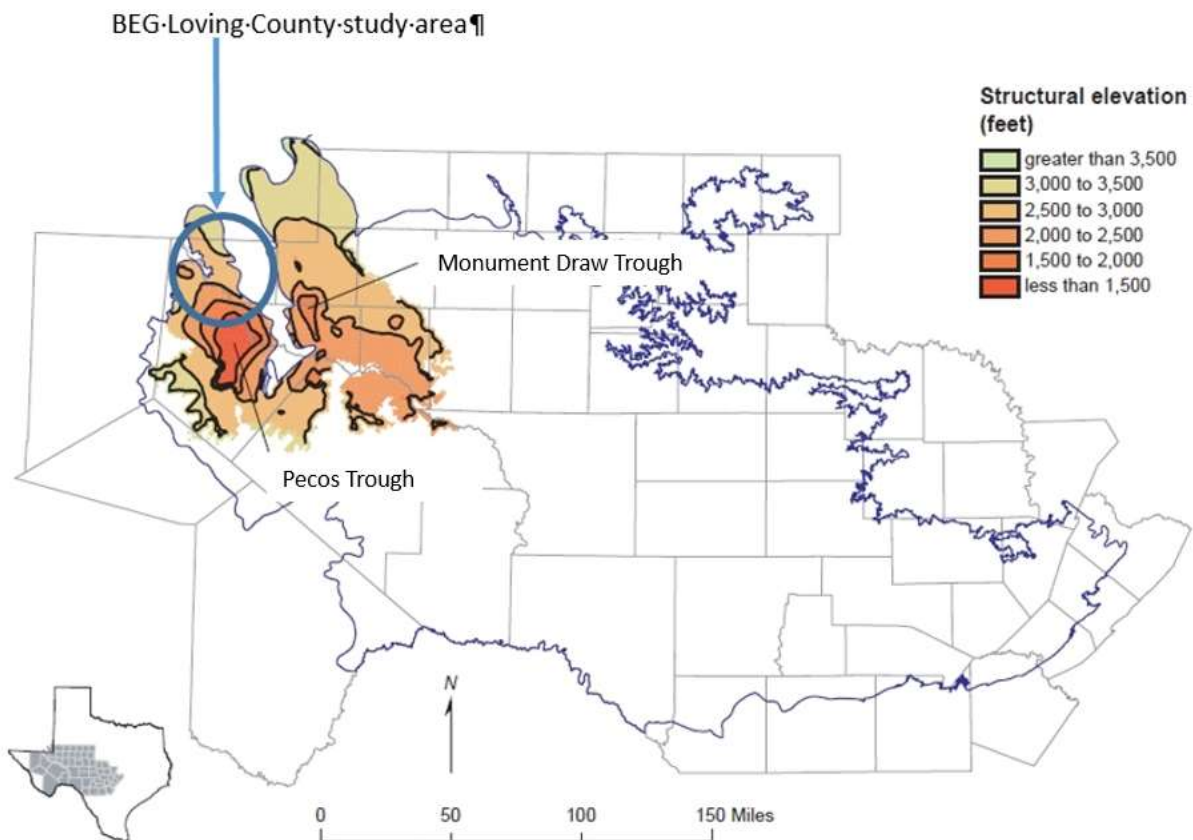 BEG·Loving·County·study·area¶
Structural elevation
(feet)
greater than 3,500
3,000 to 3,500
2,500 to 3,000
2,000 to 2,500
1,500 to 2,000
less than 1,500
Monument Draw Trough
Pecos Trough
N
0 50 100 150 Miles